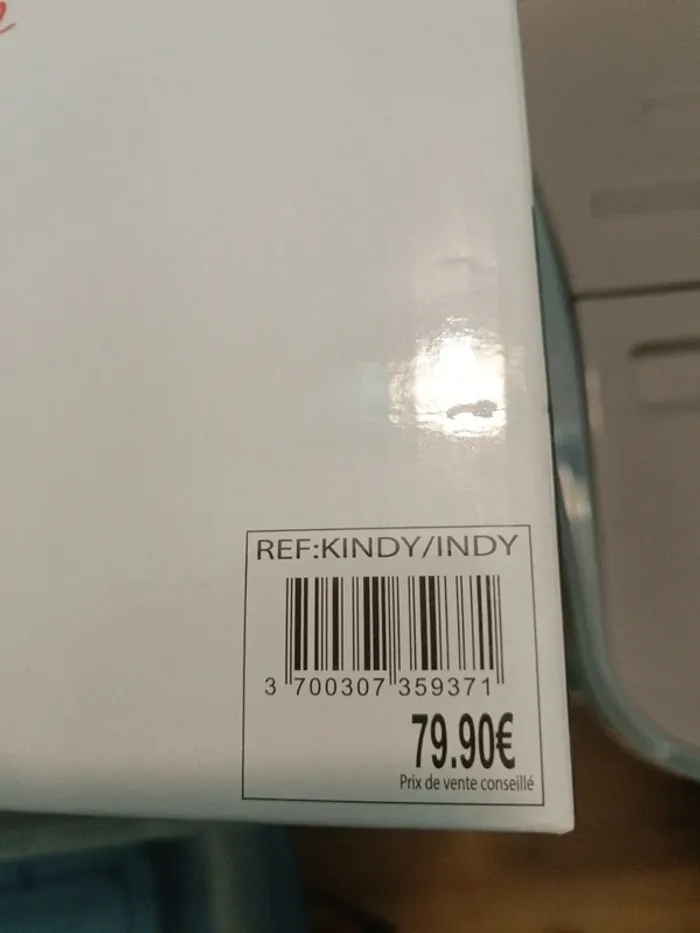 REF:KINDY/INDY
3 700307 359371
79.90€
Prix de vente conseillé